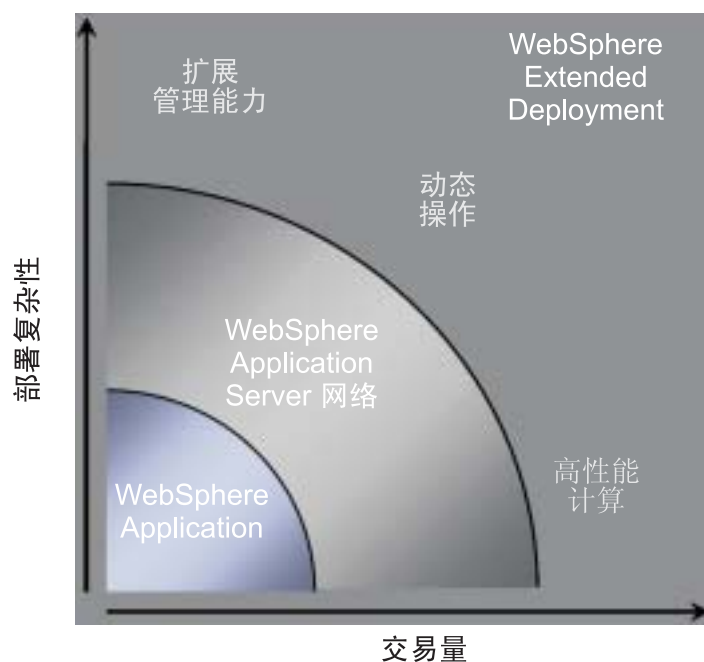 WebSphere
Extended
Deployment
扩展
管理能力
动态
操作
部署复杂性
WebSphere
Application
Server 网络
高性能
计算
WebSphere
Application
交易量